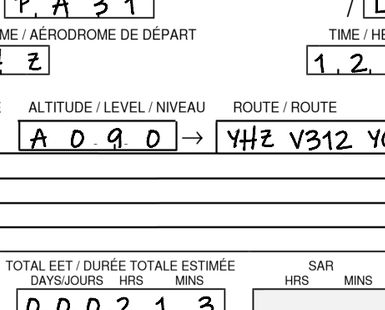 P, A 3 1 /
ME / AÉRODROME DE DÉPART TIME / HE
Z 1, 2,
ALTITUDE / LEVEL / NIVEAU ROUTE / ROUTE
A 0 9 0 → YHZ V312 Y
TOTAL EET / DURÉE TOTALE ESTIMÉE SAR
DAYS/JOURS HRS MINS HRS MINS
0 0 0 2 1 3